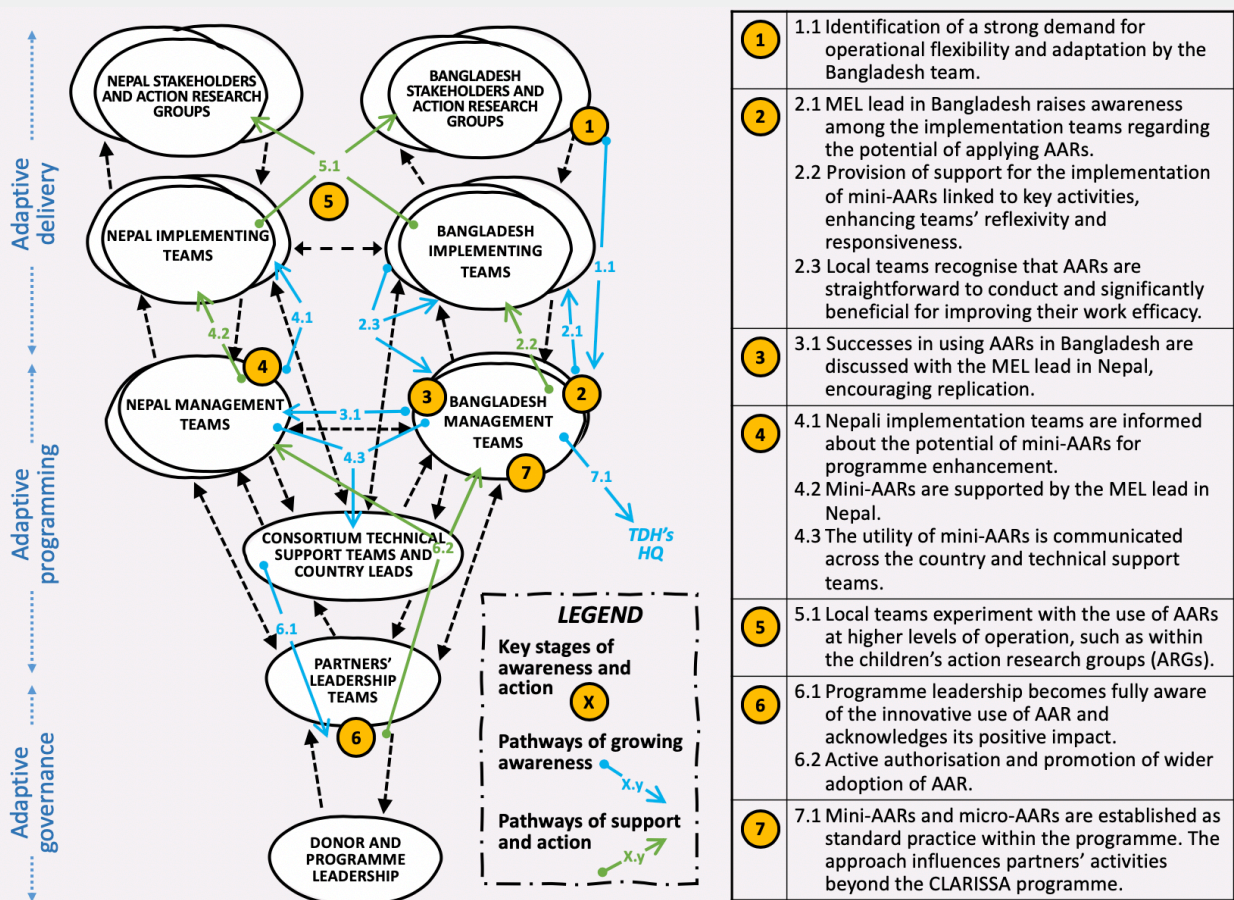 Adaptive
delivery
Adaptive
programming
Adaptive
governance
NEPAL STAKEHOLDERS
AND ACTION RESEARCH
GROUPS
BANGLADESH
STAKEHOLDERS AND
ACTION RESEARCH
GROUPS
1
5.1
5
NEPAL IMPLEMENTING
TEAMS
BANGLADESH
IMPLEMENTING
TEAMS
1.1
4.1
2.3
4.2
2.2
2.1
4
NEPAL MANAGEMENT
TEAMS
3
2
BANGLADESH
MANAGEMENT
TEAMS
3.1
4.3
7
7.1
TDH's
HQ
CONSORTIUM TECHNICAL
SUPPORT TEAMS AND
COUNTRY LEADS
6.2
6.1
PARTNERS'
LEADERSHIP
TEAMS
6
DONOR AND
PROGRAMME
LEADERSHIP
LEGEND
Key stages of
awareness and
action
X
Pathways of growing
awareness
X.y
Pathways of support
and action
X.y
1
1.1 Identification of a strong demand for
operational flexibility and adaptation by the
Bangladesh team.
2
2.1 MEL lead in Bangladesh raises awareness
among the implementation teams regarding
the potential of applying AARs.
2.2 Provision of support for the implementation
of mini-AARs linked to key activities,
enhancing teams' reflexivity and
responsiveness.
2.3 Local teams recognise that AARs are
straightforward to conduct and significantly
beneficial for improving their work efficacy.
3
3.1 Successes in using AARs in Bangladesh are
discussed with the MEL lead in Nepal,
encouraging replication.
4
4.1 Nepali implementation teams are informed
about the potential of mini-AARs for
programme enhancement.
4.2 Mini-AARs are supported by the MEL lead in
Nepal.
4.3 The utility of mini-AARs is communicated
across the country and technical support
teams.
5
5.1 Local teams experiment with the use of AARs
at higher levels of operation, such as within
the children's action research groups (ARGs).
6
6.1 Programme leadership becomes fully aware
of the innovative use of AAR and
acknowledges its positive impact.
6.2 Active authorisation and promotion of wider
adoption of AAR.
7
7.1 Mini-AARs and micro-AARs are established as
standard practice within the programme. The
approach influences partners' activities
beyond the CLARISSA programme.